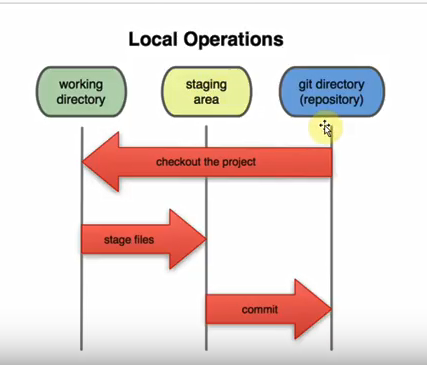 Local Operations
working
directory
staging
area
git directory
(repository)
checkout the project
stage files
commit